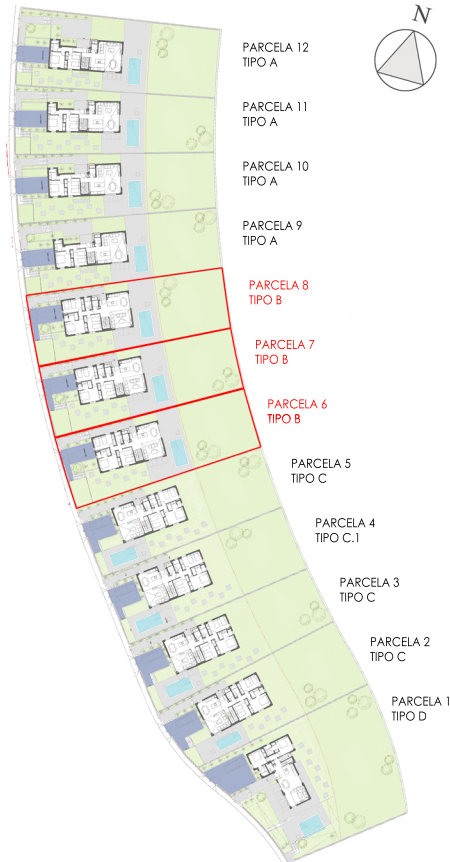 N
PARCELA 12
TIPO A
PARCELA 11
TIPO A
PARCELA 10
TIPO A
PARCELA 9
TIPO A
PARCELA 8
TIPO B
PARCELA 7
TIPO B
PARCELA 6
TIPO B
PARCELA 5
TIPO C
PARCELA 4
TIPO C.1
PARCELA 3
TIPO C
PARCELA 2
TIPO C
PARCELA 1
TIPO D